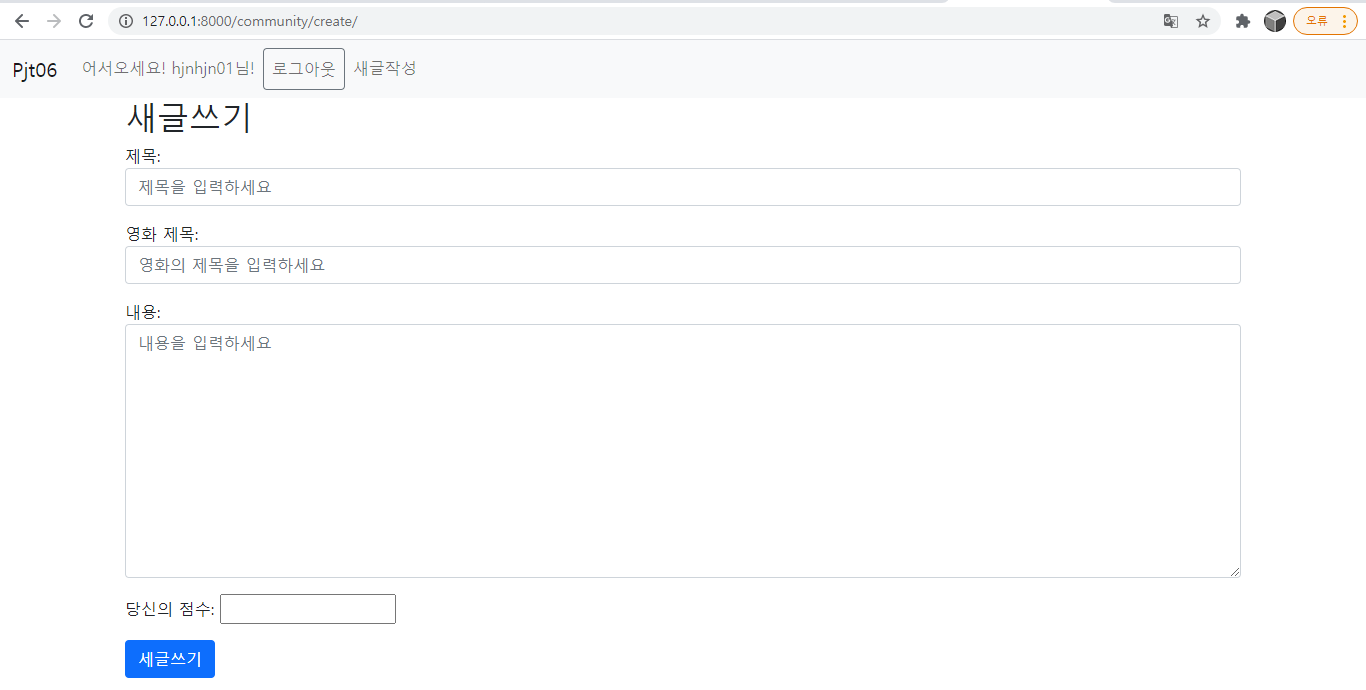 127.0.0.1:8000/community/create/
오류
Pjt06 어서오세요! hjnhjn01님! 로그아웃 새글작성
새글쓰기
제목:
제목을 입력하세요
영화 제목:
영화의 제목을 입력하세요
내용:
내용을 입력하세요
당신의 점수:
세글쓰기